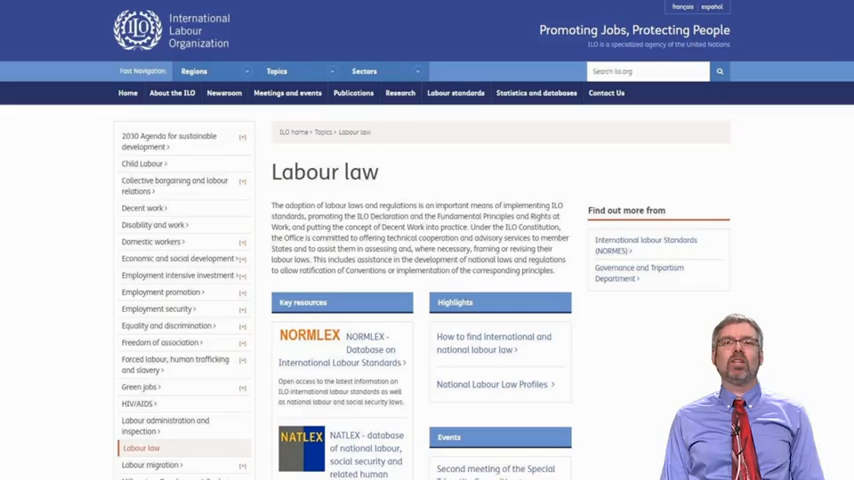 français
español
ILO
International
Labour
Organization
Promoting Jobs, Protecting People
ILO is a specialized agency of the United Nations
Fast Navigation:
Regions
Topics
Sectors
Search ilo.org
Home
About the ILO
Newsroom
Meetings and events
Publications
Research
Labour standards
Statistics and databases
Contact Us
2030 Agenda for sustainable [+]
development >
Child Labour >
Collective bargaining and labour [+]
relations >
Decent work >
Disability and work >
Domestic workers > [+]
Economic and social development > [+]
Employment intensive investment > [+]
Employment promotion >
Employment security >
Equality and discrimination > [+]
Freedom of association > [+]
Forced labour, human trafficking [+]
and slavery >
Green jobs > [+]
HIV/AIDS >
Labour administration and
inspection >
Labour law
Labour migration > [+]
ILO home > Topics > Labour law
Labour law
The adoption of labour laws and regulations is an important means of implementing ILO
standards, promoting the ILO Declaration and the Fundamental Principles and Rights at
Work, and putting the concept of Decent Work into practice. Under the ILO Constitution,
the Office is committed to offering technical cooperation and advisory services to member
States and to assist them in assessing and, where necessary, framing or revising their
labour laws. This includes assistance in the development of national laws and regulations
to allow ratification of Conventions or implementation of the corresponding principles.
Key resources
NORMLEX
NORMLEX -
Database on
International Labour Standards >
Open access to the latest information on
ILO international labour standards as well
as national labour and social security laws.
NATLEX
NATLEX - database
of national labour,
social security and
related human
Highlights
How to find international and
national labour law >
National Labour Law Profiles >
Events
Second meeting of the Special
Find out more from
International labour Standards
(NORMES) >
Governance and Tripartism
Department >